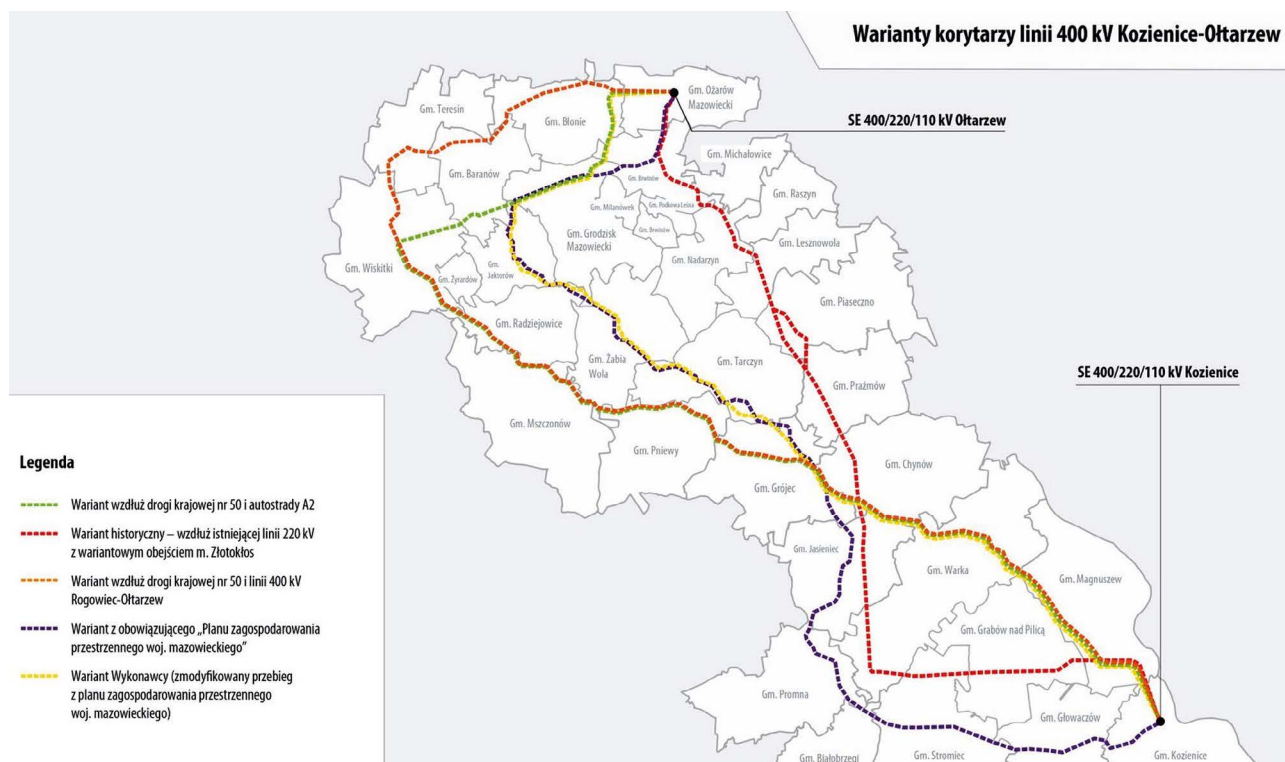 Warianty korytarzy linii 400 kV Kozienice-Ołtarzew
Gm. Ożarów
Mazowiecki
Gm. Teresin
Gm. Błonie
SE 400/220/110 kV Ołtarzew
Gm. Michałowice
Gm. Baranów
Gm. Brwinów
Gm. Raszyn
Gm. Milanówek
Gm. Podkowa Leśna
Gm. Brwinów
Gm. Grodzisk
Mazowiecki
Gm. Lesznowola
Gm. Nadarzyn
Gm. Wiskitki
Gm. Żyrardów
Gm.
Jaktorów
Gm. Piaseczno
Gm. Radziejowice
Gm. Żabia
Wola
Gm. Tarczyn
SE 400/220/110 kV Kozienice
Gm. Prażmów
Gm. Mszczonów
Gm. Pniewy
Gm. Chynów
Gm. Grójec
Legenda
Wariant wzdłuż drogi krajowej nr 50 i autostrady A2
Wariant historyczny – wzdłuż istniejącej linii 220 kV
z wariantowym obejściem m. Złotokłos
Wariant wzdłuż drogi krajowej nr 50 i linii 400 kV
Rogowiec-Ołtarzew
Wariant z obowiązującego „Planu zagospodarowania
przestrzennego woj. mazowieckiego"
Wariant Wykonawcy (zmodyfikowany przebieg
z planu zagospodarowania przestrzennego
woj. mazowieckiego)
Gm. Jasieniec
Gm. Warka
Gm. Magnuszew
Gm. Grabów nad Pilicą
Gm. Promna
Gm. Głowaczów
Gm. Białobrzegi
Gm. Stromiec
Gm. Kozienice